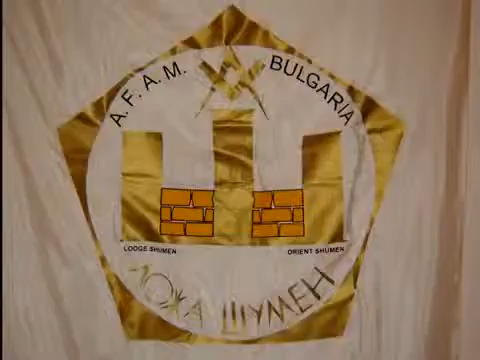 A. F. A. M. BULGARIA
LODGE SHUMEN
ORIENT SHUMEN
ЛОЖА ШУМЕН